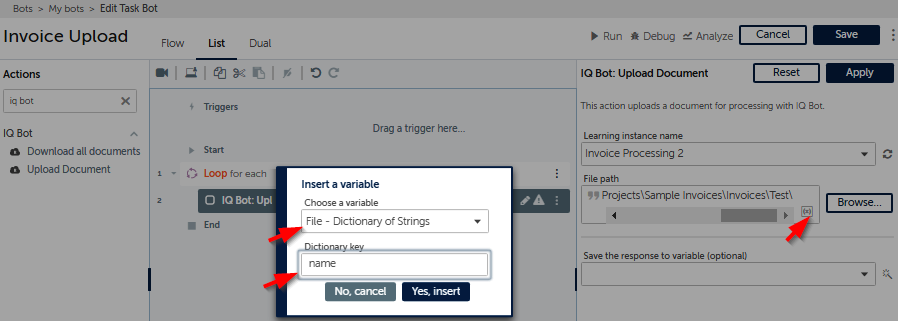 Bots > My bots > Edit Task Bot
Invoice Upload
Flow
List
Dual
Run
Debug
Analyze
Cancel
Save
Actions
iq bot
IQ Bot
Download all documents
Upload Document
Triggers
Drag a trigger here...
Start
1
Loop for each
2
IQ Bot: Upl
End
Insert a variable
Choose a variable
File - Dictionary of Strings
Dictionary key
name
No, cancel
Yes, insert
IQ Bot: Upload Document
Reset
Apply
This action uploads a document for processing with IQ Bot.
Learning instance name
Invoice Processing 2
File path
Projects\Sample Invoices\Invoices\Test\
(x)
Browse...
Save the response to variable (optional)